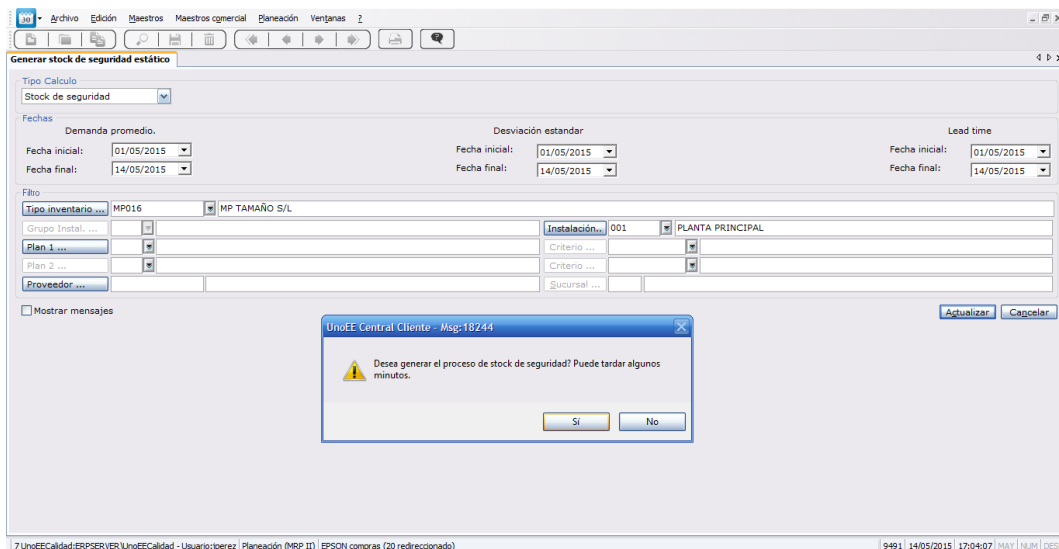 30 Archivo Edición Maestros Maestros comercial Planeación Ventanas ?
Generar stock de seguridad estático
Tipo Calculo
Stock de seguridad
Fechas
Demanda promedio. Desviación estandar Lead time
Fecha inicial: 01/05/2015 Fecha inicial: 01/05/2015 Fecha inicial: 01/05/2015
Fecha final: 14/05/2015 Fecha final: 14/05/2015 Fecha final: 14/05/2015
Filtro
Tipo inventario ... MP016 MP TAMAÑO S/L
Grupo Instal. ... Instalación.. 001 PLANTA PRINCIPAL
Plan 1 ... Criterio ...
Plan 2 ... Criterio ...
Proveedor ... Sucursal ...
Mostrar mensajes Actualizar Cancelar
UnoEE Central Cliente - Msg:18244
Desea generar el proceso de stock de seguridad? Puede tardar algunos
minutos.
Sí No
7 UnoEECalidad:ERPSERVER\UnoEECalidad - Usuario:jperez Planeación (MRP II) EPSON compras (20 redireccionado) 9491 14/05/2015 17:04:07 MAY NUM DES